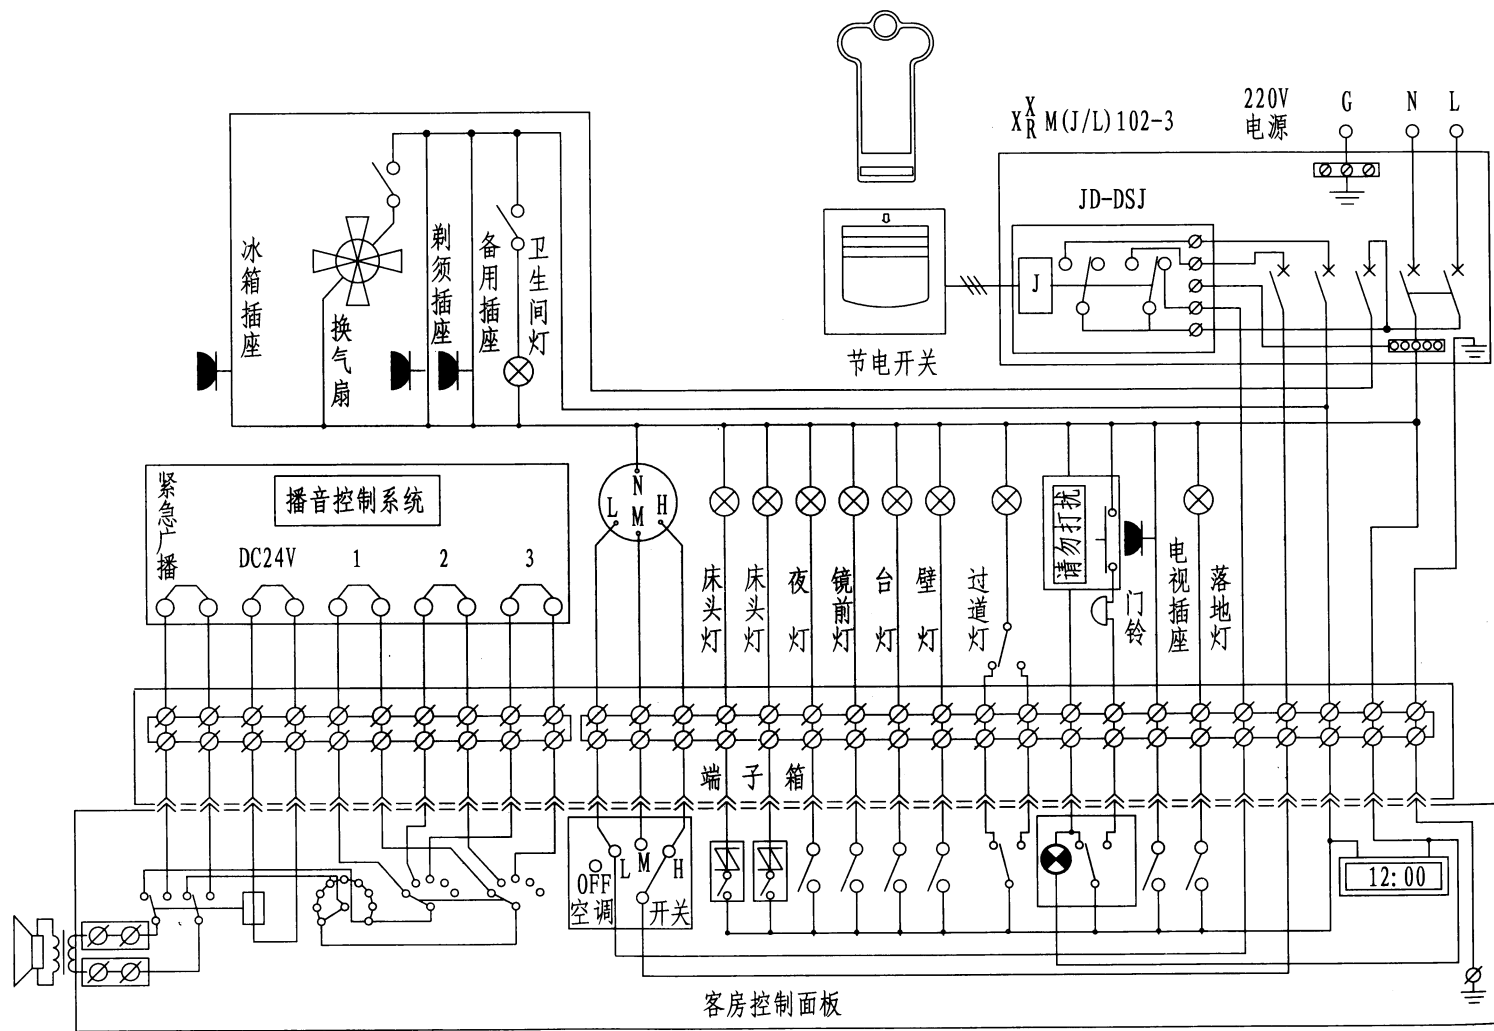 220V
电源
G
N
L
X X/R M(J/L)102-3
JD-DSJ
J
节电开关
冰箱插座
换气扇
剃须插座
备用插座
卫生间灯
紧急广播
播音控制系统
DC24V
1
2
3
N
L
M
H
床头灯
床头灯
夜灯
镜前灯
台灯
壁灯
过道灯
请勿打扰
门铃
电视插座
落地灯
端子箱
L
M
H
OFF
空调
开关
12:00
客房控制面板